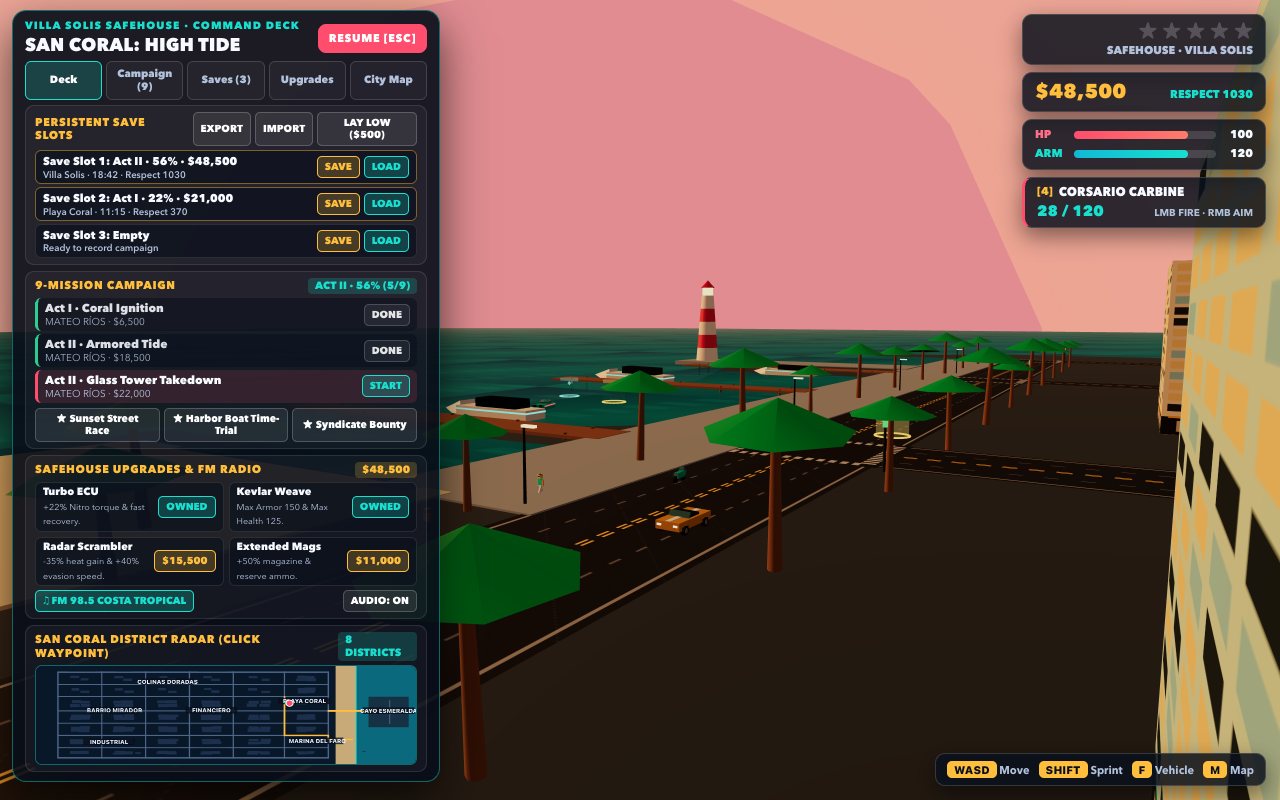 VILLA SOLIS SAFEHOUSE · COMMAND DECK
SAN CORAL: HIGH TIDE
RESUME [ESC]
Deck
Campaign
(9)
Saves (3)
Upgrades
City Map
PERSISTENT SAVE
SLOTS
EXPORT
IMPORT
LAY LOW
($500)
Save Slot 1: Act II · 56% · $48,500
Villa Solis · 18:42 · Respect 1030
SAVE
LOAD
Save Slot 2: Act I · 22% · $21,000
Playa Coral · 11:15 · Respect 370
SAVE
LOAD
Save Slot 3: Empty
Ready to record campaign
SAVE
LOAD
9-MISSION CAMPAIGN
ACT II · 56% (5/9)
Act I · Coral Ignition
MATEO RÍOS · $6,500
DONE
Act II · Armored Tide
MATEO RÍOS · $18,500
DONE
Act II · Glass Tower Takedown
MATEO RÍOS · $22,000
START
★ Sunset Street
Race
★ Harbor Boat Time-
Trial
★ Syndicate Bounty
SAFEHOUSE UPGRADES & FM RADIO
$48,500
Turbo ECU
+22% Nitro torque & fast
recovery.
OWNED
Kevlar Weave
Max Armor 150 & Max
Health 125.
OWNED
Radar Scrambler
-35% heat gain & +40%
evasion speed.
$15,500
Extended Mags
+50% magazine &
reserve ammo.
$11,000
♫ FM 98.5 COSTA TROPICAL
AUDIO: ON
SAN CORAL DISTRICT RADAR (CLICK
WAYPOINT)
8
DISTRICTS
COLINAS DORADAS
PLAYA CORAL
BARRIO MIRADOR
FINANCIERO
CAYO ESMERALDA
INDUSTRIAL
MARINA DEL FARO
★★★★★
SAFEHOUSE · VILLA SOLIS
$48,500
RESPECT 1030
HP
100
ARM
120
[4] CORSARIO CARBINE
28 / 120
LMB FIRE · RMB AIM
WASD Move
SHIFT Sprint
F Vehicle
M Map